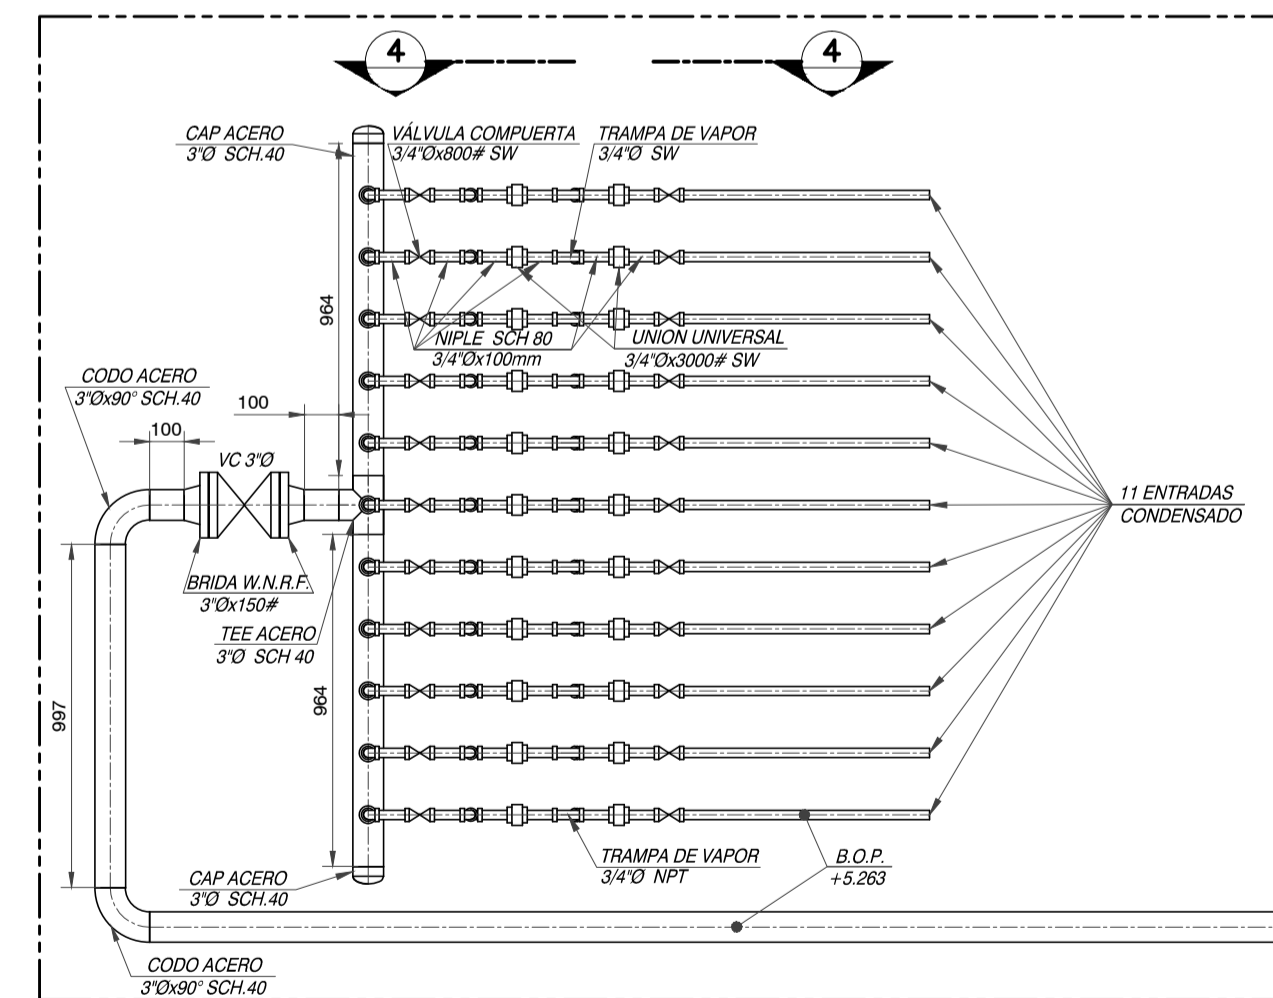 4
4
CAP ACERO
3"Ø SCH.40
VÁLVULA COMPUERTA
3/4"Øx800# SW
TRAMPA DE VAPOR
3/4"Ø SW
964
NIPLE SCH 80
3/4"Øx100mm
UNION UNIVERSAL
3/4"Øx3000# SW
CODO ACERO
3"Øx90° SCH.40
100
100
VC 3"Ø
11 ENTRADAS
CONDENSADO
BRIDA W.N.R.F.
3"Øx150#
TEE ACERO
3"Ø SCH 40
964
997
TRAMPA DE VAPOR
3/4"Ø NPT
B.O.P.
+5.263
CAP ACERO
3"Ø SCH.40
CODO ACERO
3"Øx90° SCH.40